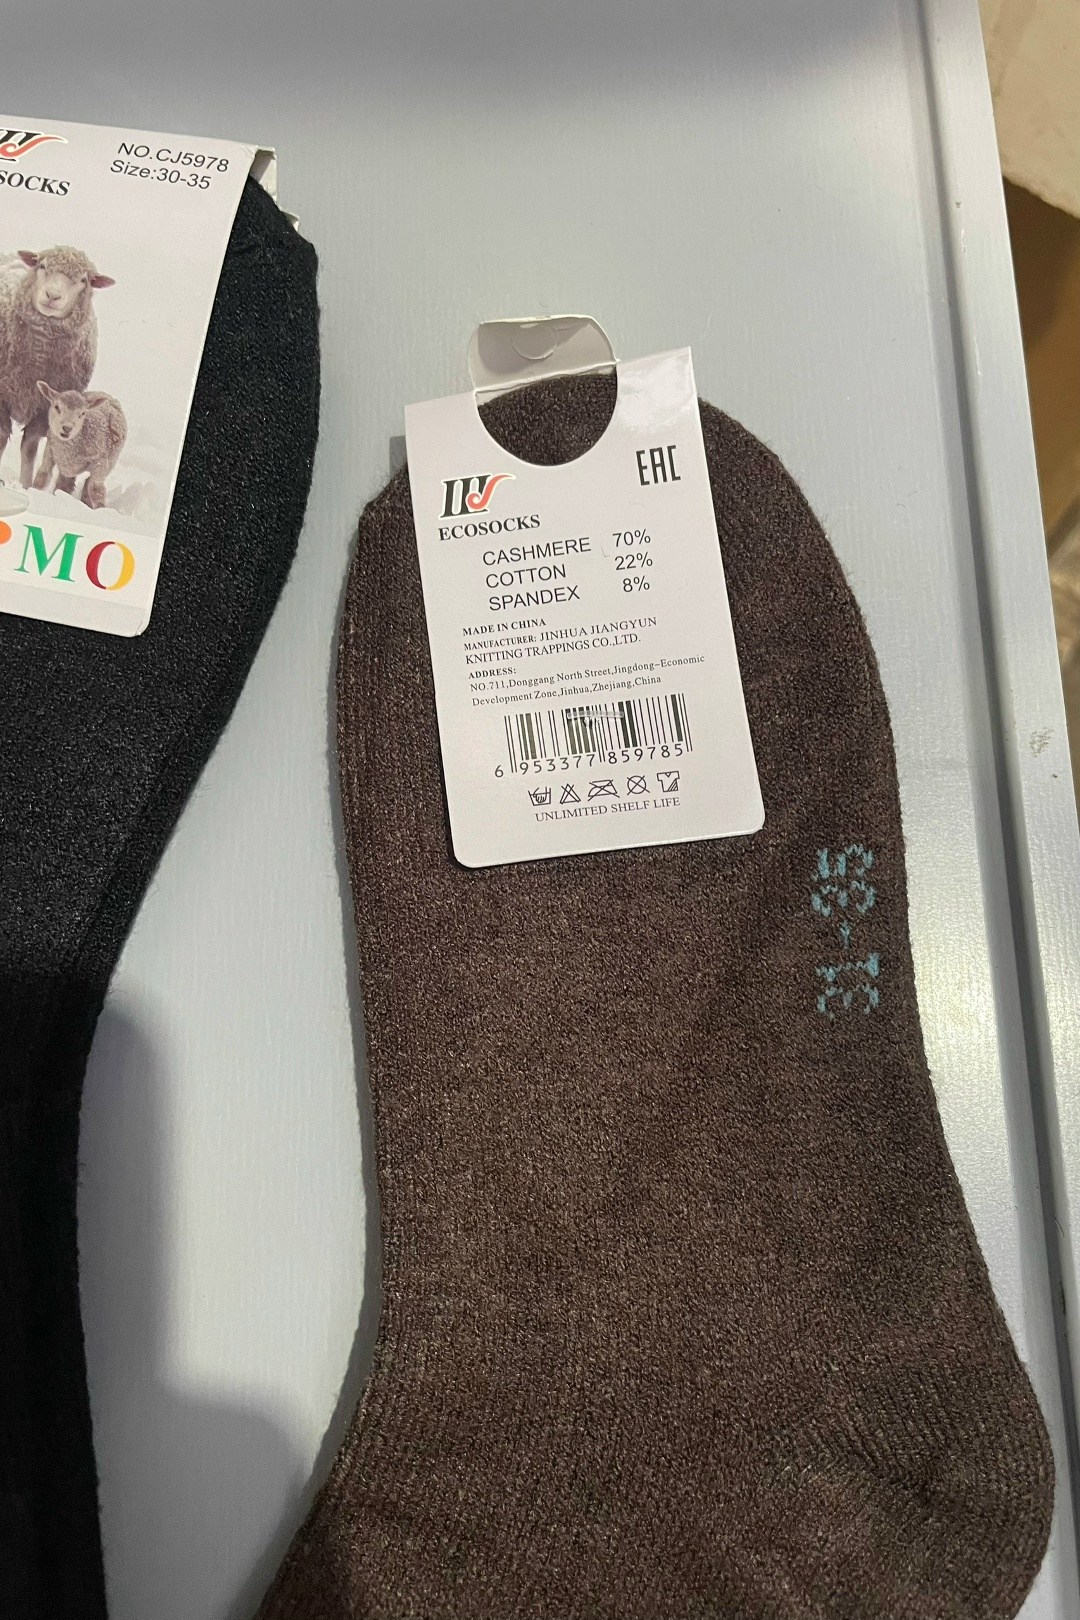 NO.CJ5978
Size:30-35
SOCKS
MO
EAC
ECOSOCKS
CASHMERE 70%
COTTON 22%
SPANDEX 8%
MADE IN CHINA
MANUFACTURER: JINHUA JIANGYUN
KNITTING TRAPPINGS CO.,LTD.
ADDRESS:
NO.711,Donggang North Street,Jingdong-Economic
Development Zone,Jinhua,Zhejiang,China
6 953377 859785
UNLIMITED SHELF LIFE
31-35